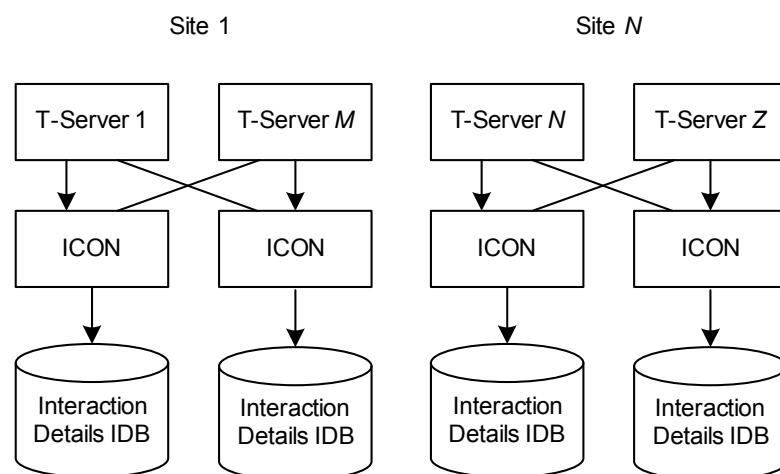 Site 1
Site N
T-Server 1
T-Server M
T-Server N
T-Server Z
ICON
ICON
ICON
ICON
Interaction
Details IDB
Interaction
Details IDB
Interaction
Details IDB
Interaction
Details IDB